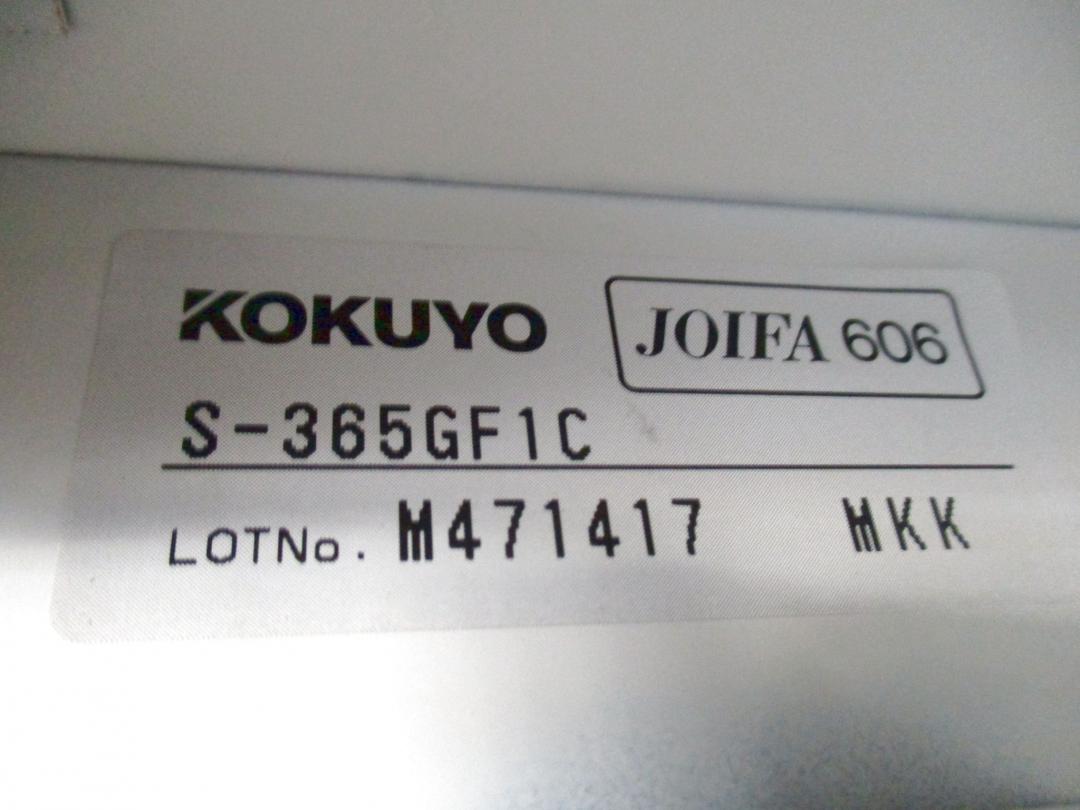 KOKUYO JOIFA 606
S-365GF1C
LOTNo. M471417 MKK